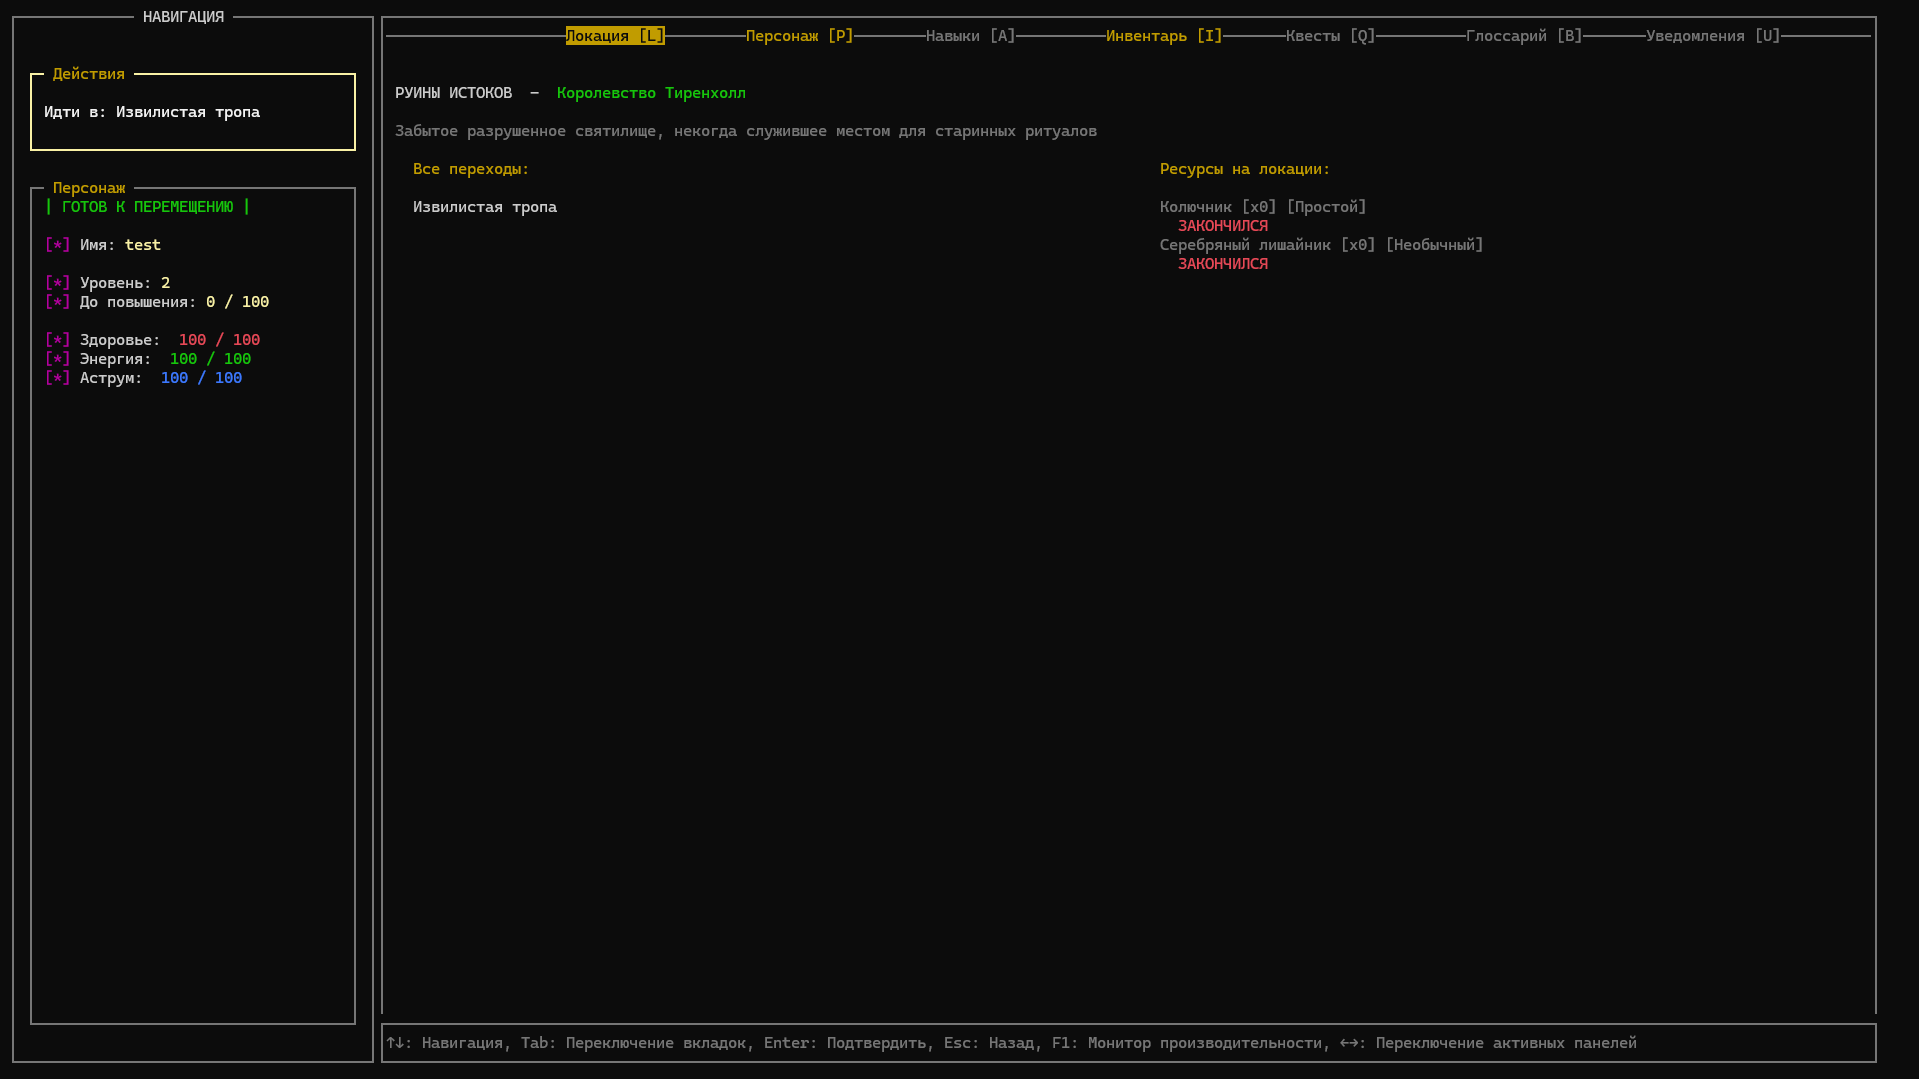 НАВИГАЦИЯ
Действия
Идти в: Извилистая тропа
Персонаж
| ГОТОВ К ПЕРЕМЕЩЕНИЮ |
[*] Имя: test
[*] Уровень: 2
[*] До повышения: 0 / 100
[*] Здоровье: 100 / 100
[*] Энергия: 100 / 100
[*] Аструм: 100 / 100
Локация [L] Персонаж [P] Навыки [A] Инвентарь [I] Квесты [Q] Глоссарий [B] Уведомления [U]
РУИНЫ ИСТОКОВ – Королевство Тиренхолл
Забытое разрушенное святилище, некогда служившее местом для старинных ритуалов
Все переходы:
Извилистая тропа
Ресурсы на локации:
Колючник [x0] [Простой]
ЗАКОНЧИЛСЯ
Серебряный лишайник [x0] [Необычный]
ЗАКОНЧИЛСЯ
↑↓: Навигация, Tab: Переключение вкладок, Enter: Подтвердить, Esc: Назад, F1: Монитор производительности, ↔: Переключение активных панелей